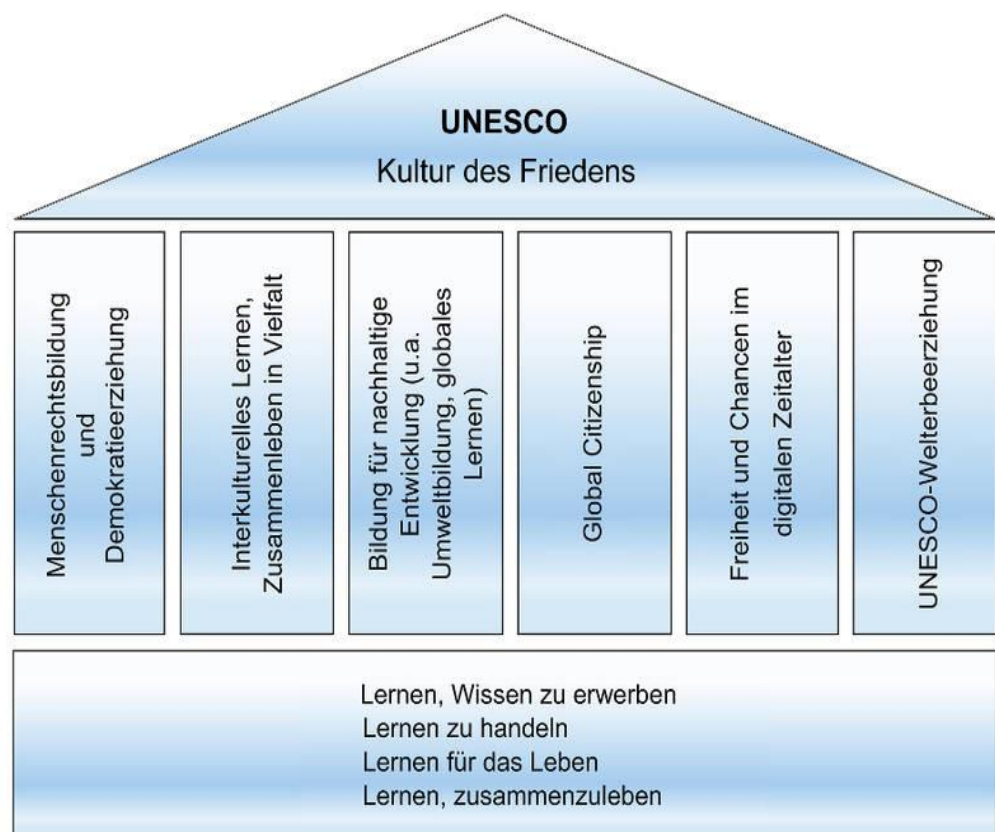 UNESCO
Kultur des Friedens
Menschenrechtsbildung
und
Demokratieerziehung
Interkulturelles Lernen,
Zusammenleben in Vielfalt
Bildung für nachhaltige
Entwicklung (u.a.
Umweltbildung, globales
Lernen)
Global Citizenship
Freiheit und Chancen im
digitalen Zeitalter
UNESCO-Welterbeerziehung
Lernen, Wissen zu erwerben
Lernen zu handeln
Lernen für das Leben
Lernen, zusammenzuleben